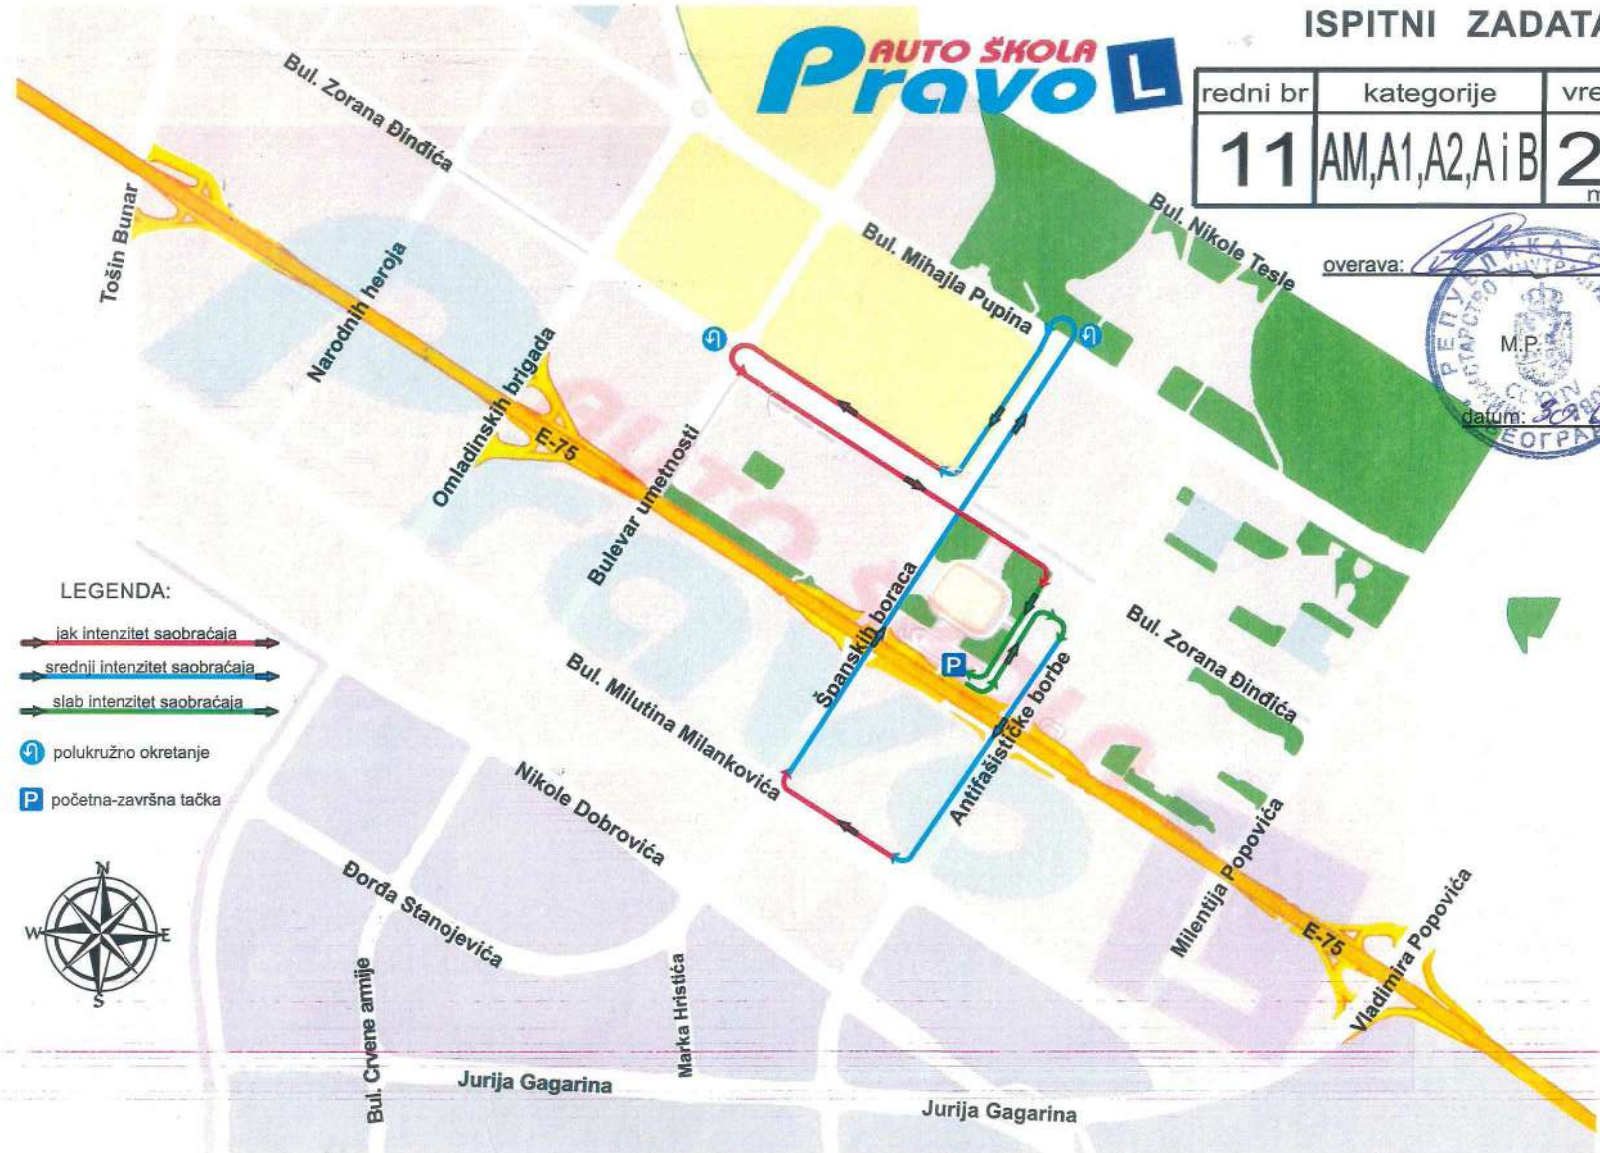 ISPITNI ZADATA
AUTO ŠKOLA
Pravo L
redni br kategorije vre
11 AM,A1,A2,A i B 2
overava:
M.P.
datum:
Bul. Zorana Đinđića
Tošin Bunar
Narodnih heroja
Omladinskih brigada
E-75
Bulevar umetnosti
Bul. Mihajla Pupina
Bul. Nikole Tesle
Španskih boraca
P
Antifašističke borbe
Bul. Zorana Đinđića
Bul. Milutina Milankovića
Nikole Dobrovića
Đorđa Stanojevića
Bul. Crvene armije
Marka Hristića
Jurija Gagarina
Jurija Gagarina
Milentija Popovića
E-75
Vladimira Popovića
LEGENDA:
jak intenzitet saobraćaja
srednji intenzitet saobraćaja
slab intenzitet saobraćaja
polukružno okretanje
P početna-završna tačka
N
W E
S